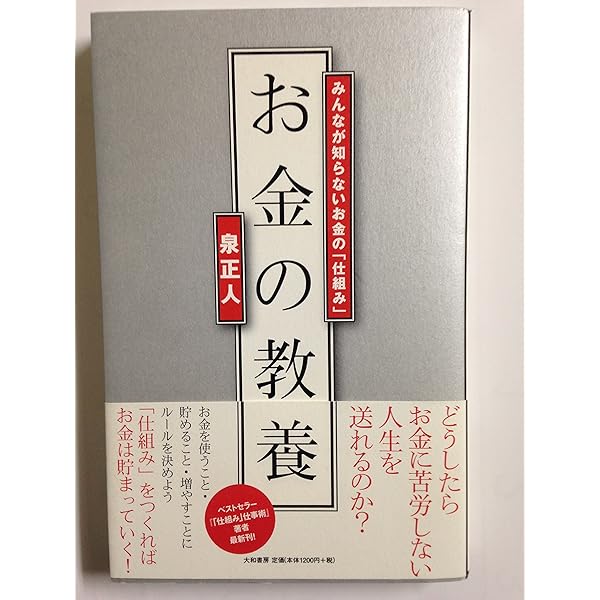 みんなが知らないお金の「仕組み」
お金の教養
泉正人
どうしたら
お金に苦労しない
人生を
送れるのか?
お金を使うこと・
貯めること・増やすことに
ルールを決めよう
「仕組み」をつくれば
お金は貯まっていく!
ベストセラー
「「仕組み」仕事術」
著者
最新刊!
大和書房 定価(本体1200円+税)